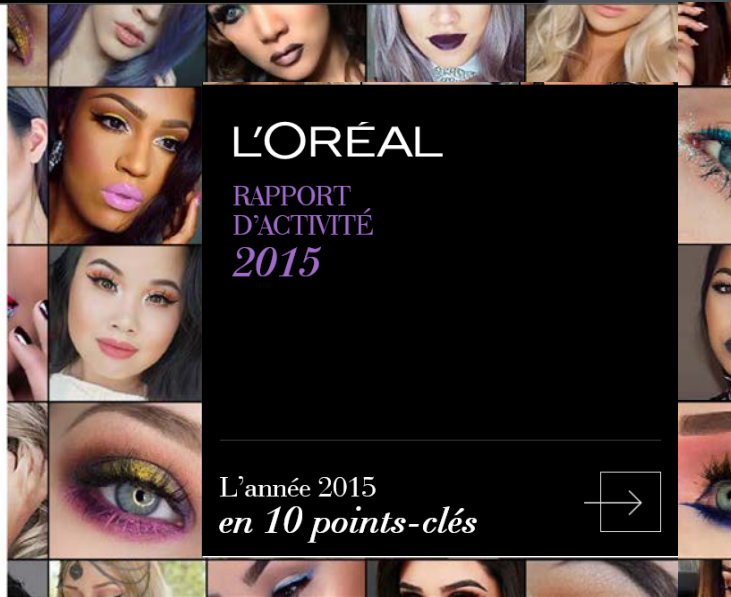 L'ORÉAL
RAPPORT
D'ACTIVITÉ
2015
L'année 2015
en 10 points-clés